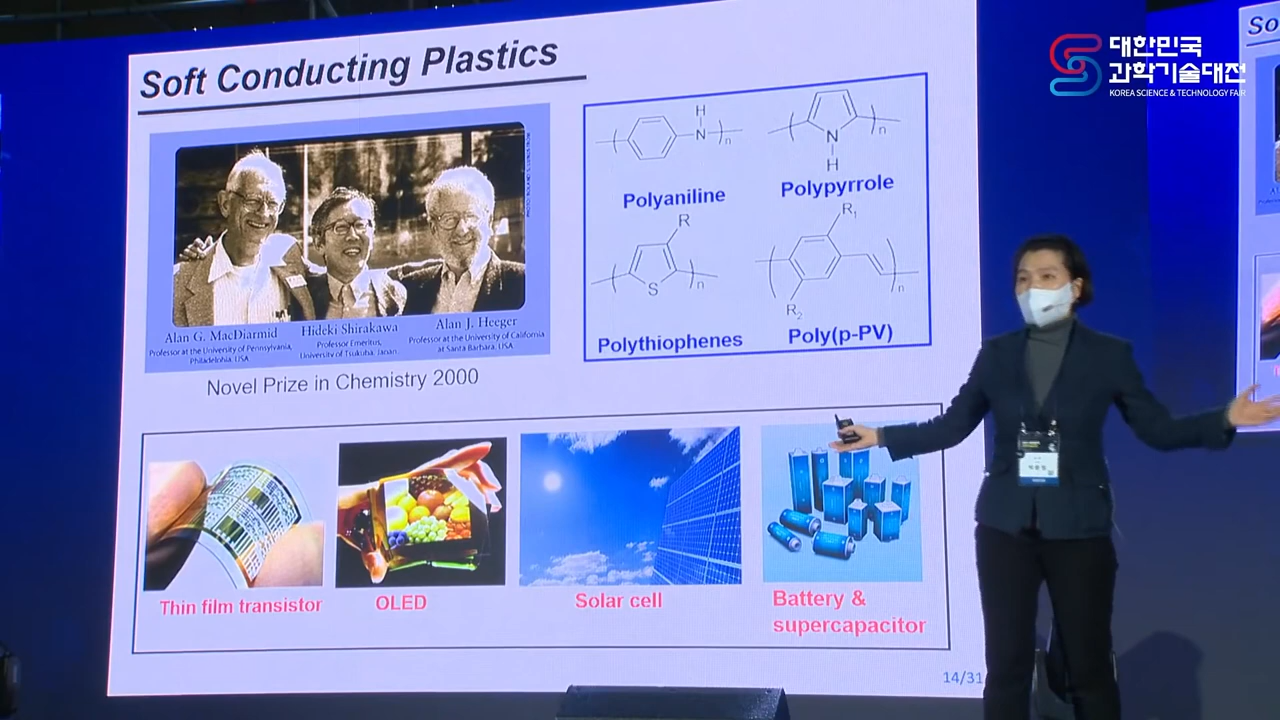 Soft Conducting Plastics
Alan G. MacDiarmid
Professor at the University of Pennsylvania,
Philadelphia, USA
Hideki Shirakawa
Professor Emeritus,
University of Tsukuba, Japan
Alan J. Heeger
Professor at the University of California
at Santa Barbara, USA
Novel Prize in Chemistry 2000
H
N
n
Polyaniline
N
H
n
Polypyrrole
R
S
n
Polythiophenes
R1
R2
n
Poly(p-PV)
Thin film transistor
OLED
Solar cell
Battery &
supercapacitor
14/31
대한민국
과학기술대전
KOREA SCIENCE & TECHNOLOGY FAIR
So